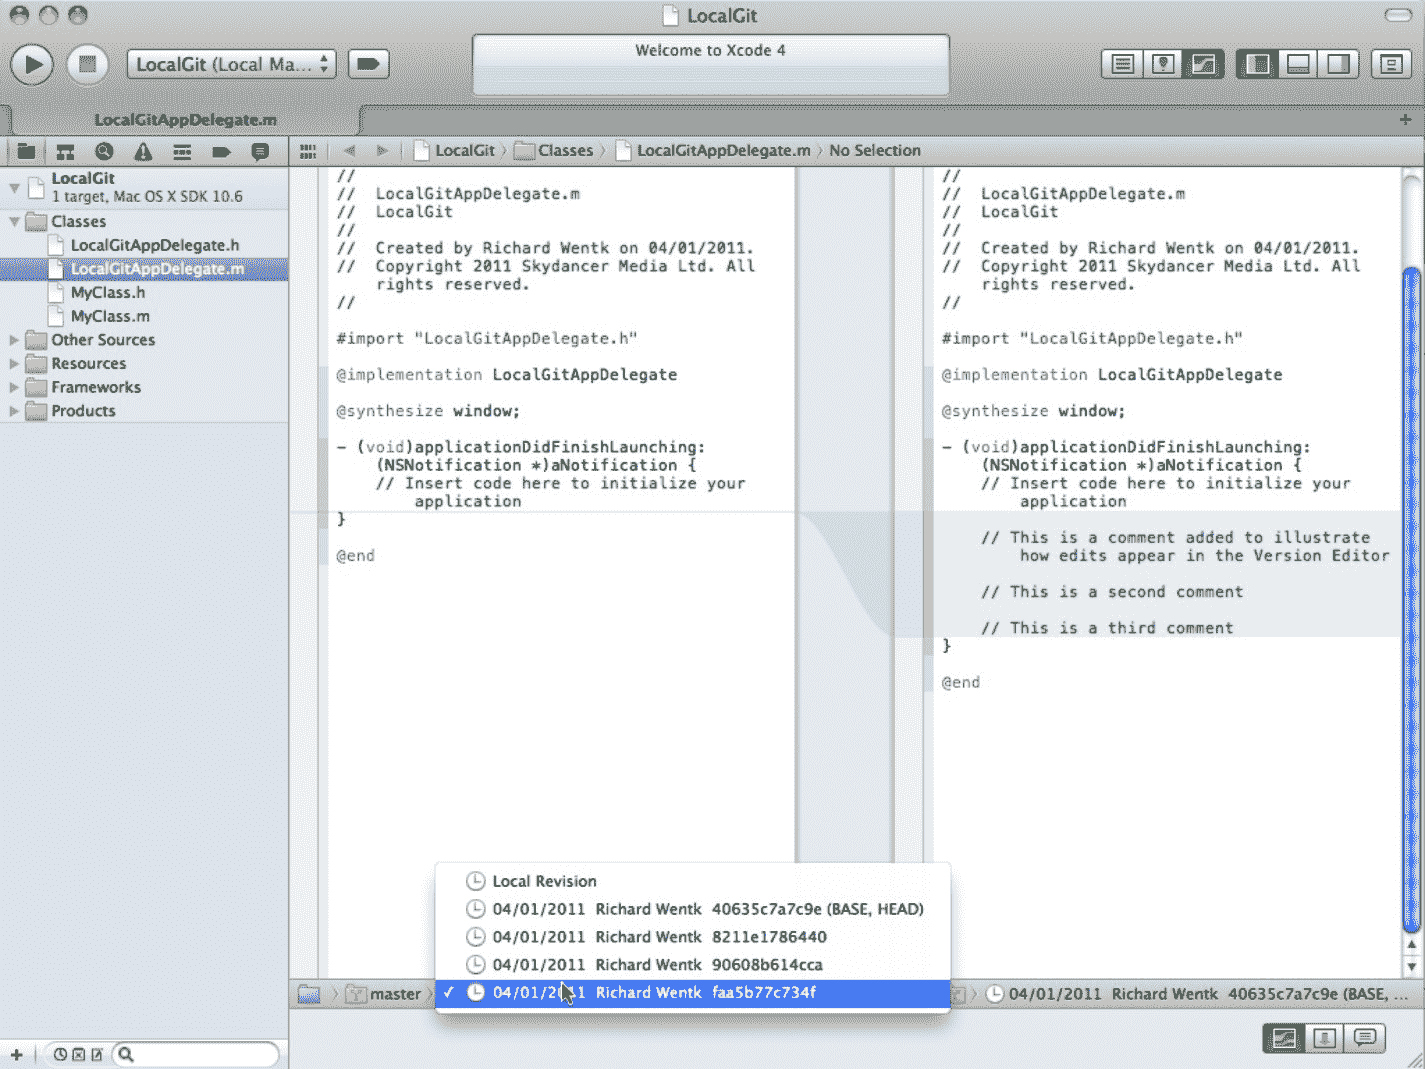 LocalGit
LocalGit (Local Ma...
Welcome to Xcode 4
LocalGitAppDelegate.m
LocalGit
Classes
LocalGitAppDelegate.m
No Selection
LocalGit
1 target, Mac OS X SDK 10.6
Classes
LocalGitAppDelegate.h
LocalGitAppDelegate.m
MyClass.h
MyClass.m
Other Sources
Resources
Frameworks
Products
//
//  LocalGitAppDelegate.m
//  LocalGit
//
//  Created by Richard Wentk on 04/01/2011.
//  Copyright 2011 Skydancer Media Ltd. All
rights reserved.
//
#import "LocalGitAppDelegate.h"
@implementation LocalGitAppDelegate
@synthesize window;
- (void)applicationDidFinishLaunching:
(NSNotification *)aNotification {
// Insert code here to initialize your
application
}
@end
//
//  LocalGitAppDelegate.m
//  LocalGit
//
//  Created by Richard Wentk on 04/01/2011.
//  Copyright 2011 Skydancer Media Ltd. All
rights reserved.
//
#import "LocalGitAppDelegate.h"
@implementation LocalGitAppDelegate
@synthesize window;
- (void)applicationDidFinishLaunching:
(NSNotification *)aNotification {
// Insert code here to initialize your
application
// This is a comment added to illustrate
how edits appear in the Version Editor
// This is a second comment
// This is a third comment
}
@end
Local Revision
04/01/2011 Richard Wentk 40635c7a7c9e (BASE, HEAD)
04/01/2011 Richard Wentk 8211e1786440
04/01/2011 Richard Wentk 90608b614cca
master
04/01/2011 Richard Wentk faa5b77c734f
04/01/2011 Richard Wentk 40635c7a7c9e (BASE, ...